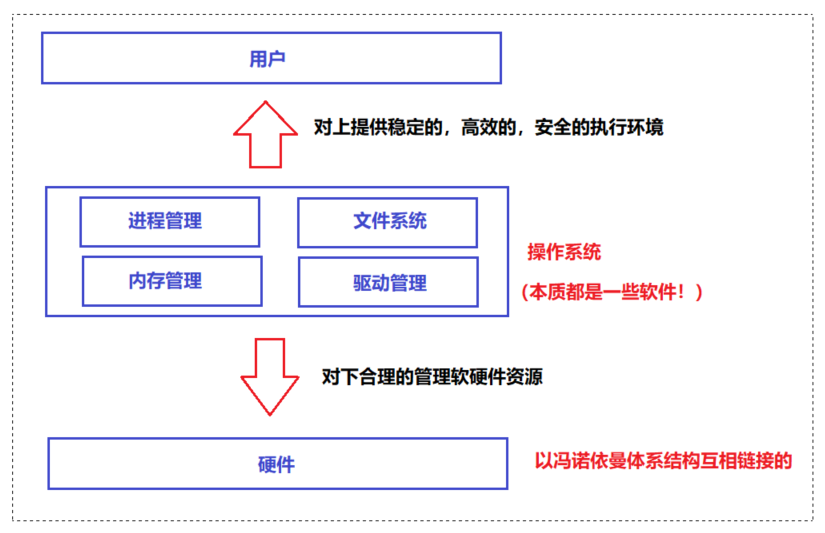 用户
对上提供稳定的，高效的，安全的执行环境
进程管理
文件系统
内存管理
驱动管理
操作系统
（本质都是一些软件！）
对下合理的管理软硬件资源
硬件
以冯诺依曼体系结构互相链接的